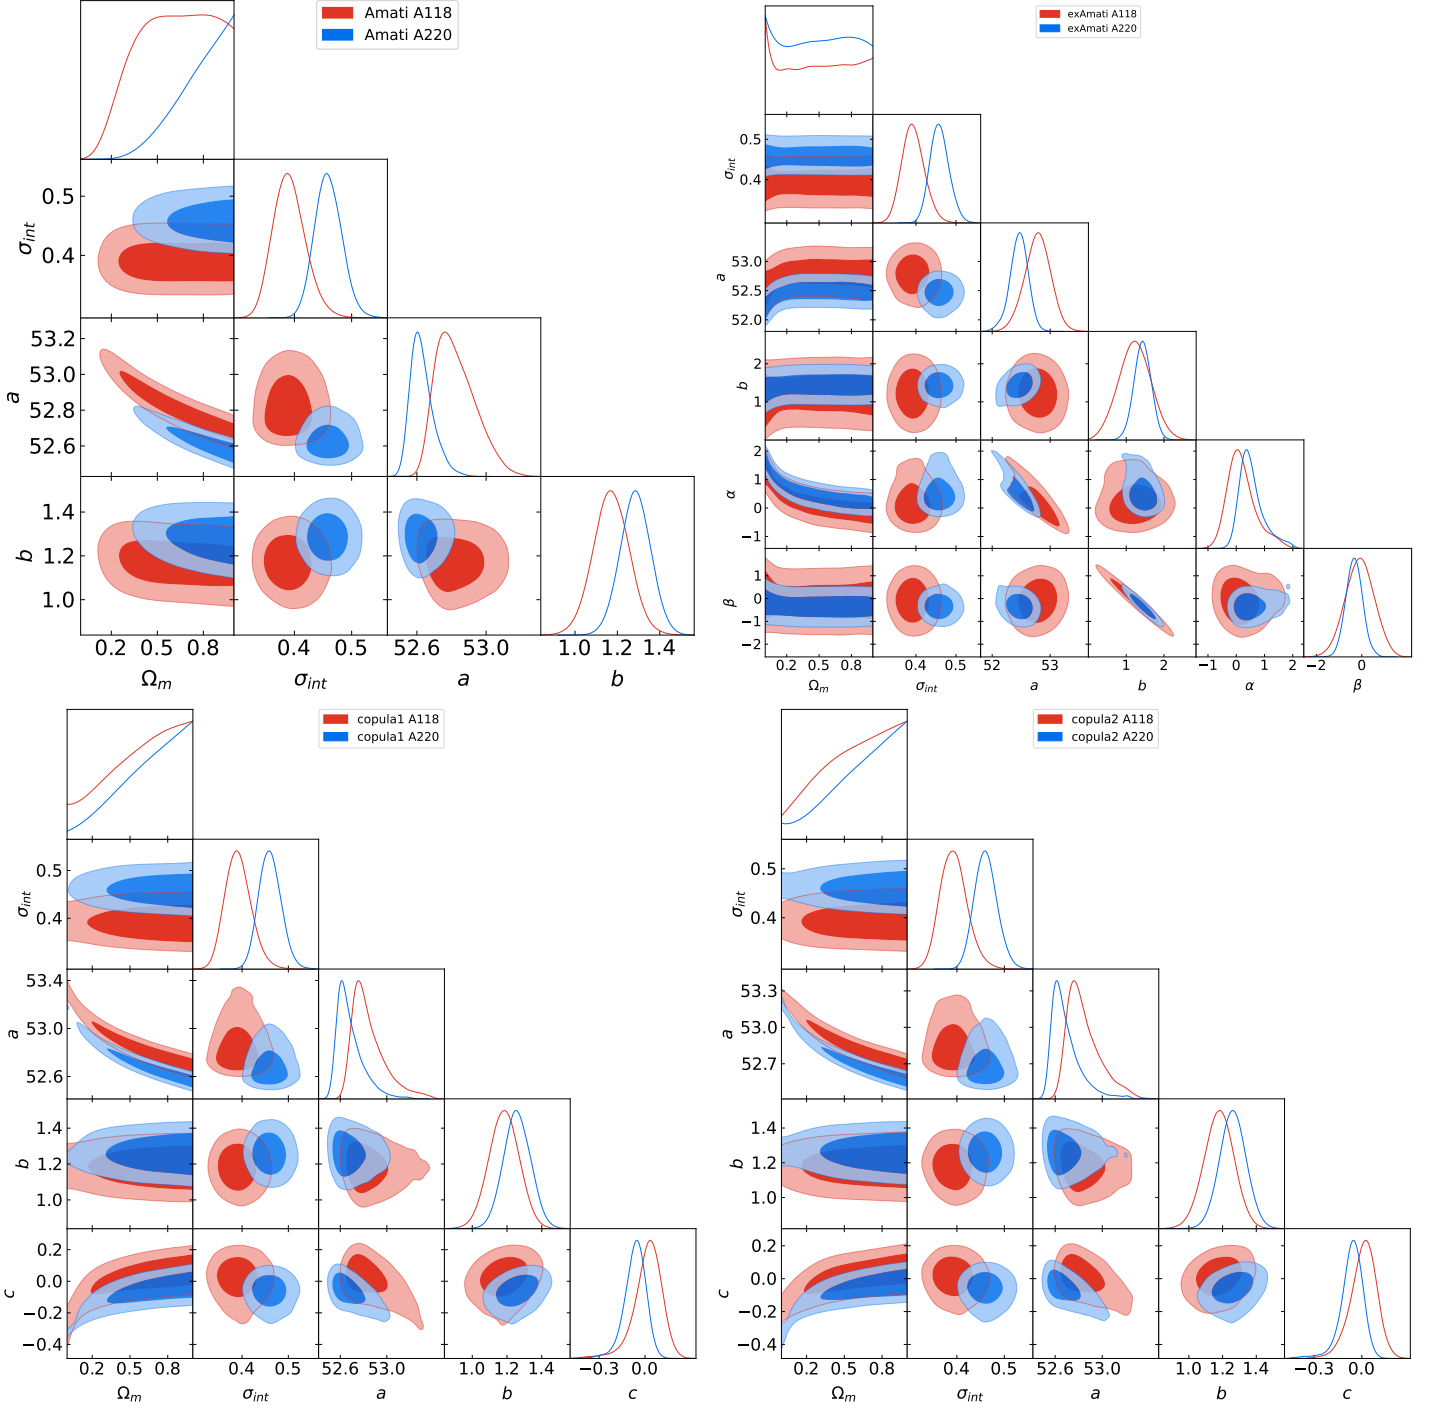 Amati A118
Amati A220
0.5
0.4
σint
53.2
53.0
52.8
52.6
a
1.4
1.2
1.0
b
0.2 0.8
0.4 0.5
52.6 53.0
1.0 1.2 1.4
Ωm
σint
a
b
exAmati A118
exAmati A220
0.5
0.4
σint
53.0
52.5
52.0
a
2
1
b
2
1
0
−1
α
1
0
−1
−2
β
0.2 0.5 0.8
0.4 0.5
52 53
1 2
−1 0 1 2
−2 0
Ωm
σint
a
b
α
β
copula1 A118
copula1 A220
0.5
0.4
σint
53.4
53.0
52.6
a
1.4
1.2
1.0
b
0.2
0.0
−0.2
−0.4
c
0.2 0.5 0.8
0.4 0.5
52.6 53.0
1.0 1.2 1.4
−0.3 0.0
Ωm
σint
a
b
c
copula2 A118
copula2 A220
0.5
0.4
σint
53.3
53.0
52.7
a
1.4
1.2
1.0
b
0.2
0.0
−0.2
−0.4
c
0.2 0.5 0.8
0.4 0.5
52.6 53.0
1.0 1.2 1.4
−0.3 0.0
Ωm
σint
a
b
c